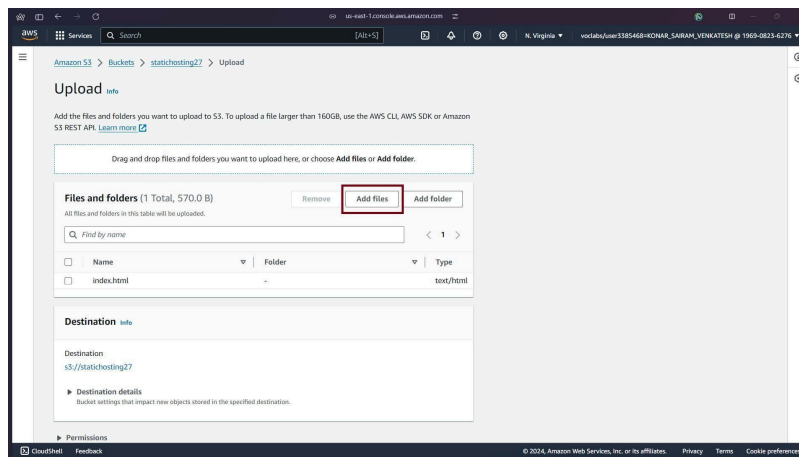 us-east-1.console.aws.amazon.com
aws Services Search [Alt+S] N. Virginia voclabs/user3385468=KONAR_SAIRAM_VENKATESH @ 1969-0823-6276
Amazon S3 > Buckets > statichosting27 > Upload
Upload Info
Add the files and folders you want to upload to S3. To upload a file larger than 160GB, use the AWS CLI, AWS SDK or Amazon
S3 REST API. Learn more
Drag and drop files and folders you want to upload here, or choose Add files or Add folder.
Files and folders (1 Total, 570.0 B) Remove Add files Add folder
All files and folders in this table will be uploaded.
Find by name < 1 >
Name Folder Type
index.html - text/html
Destination Info
Destination
s3://statichosting27
Destination details
Bucket settings that impact new objects stored in the specified destination.
Permissions
CloudShell Feedback © 2024, Amazon Web Services, Inc. or its affiliates. Privacy Terms Cookie preferences